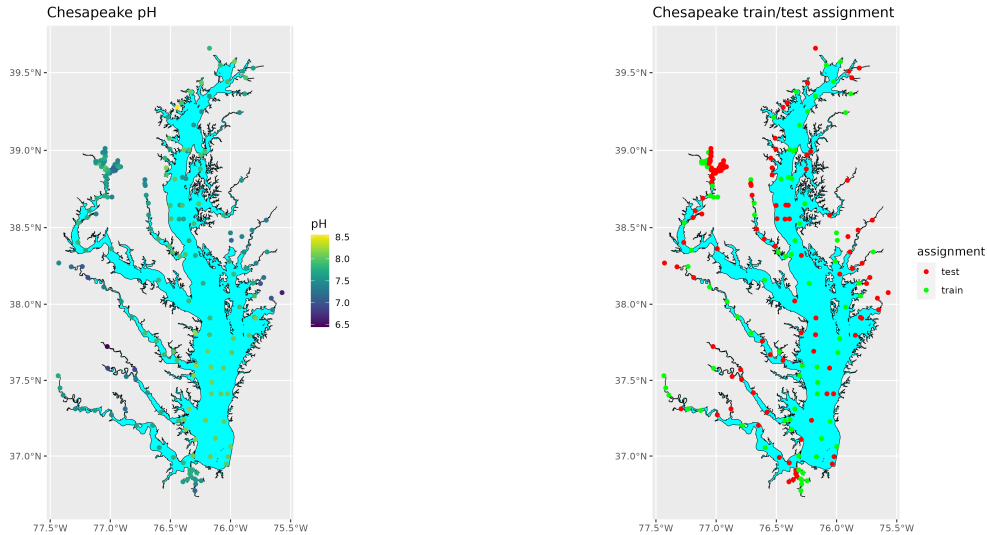 Chesapeake pH
39.5°N
39.0°N
38.5°N
38.0°N
37.5°N
37.0°N
77.5°W 77.0°W 76.5°W 76.0°W 75.5°W
pH
8.5
8.0
7.5
7.0
6.5
Chesapeake train/test assignment
39.5°N
39.0°N
38.5°N
38.0°N
37.5°N
37.0°N
77.5°W 77.0°W 76.5°W 76.0°W 75.5°W
assignment
test
train